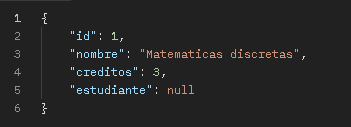 1 {
2 "id": 1,
3 "nombre": "Matematicas discretas",
4 "creditos": 3,
5 "estudiante": null
6 }